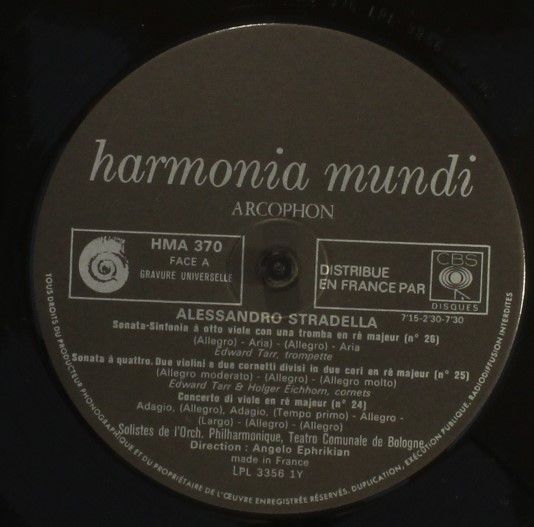 harmonia mundi
ARCOPHON
HMA 370
FACE A
GRAVURE UNIVERSELLE
DISTRIBUE
EN FRANCE PAR
CBS
DISQUES
7'15-2'30-7'30
ALESSANDRO STRADELLA
Sonata-Sinfonia à otto viole con una tromba en ré majeur (n° 26)
(Allegro) - Aria) - (Allegro) - Aria
Edward Tarr, trompette
Sonata à quattro. Due violini e due cornetti divisi in due cori en ré majeur (n° 25)
(Allegro moderato) - (Allegro) - (Allegro molto)
Edward Tarr & Holger Eichhorn, cornets
Concerto di viole en ré majeur (n° 24)
Adagio, (Allegro), Adagio, (Tempo primo) - Allegro -
(Largo) - (Allegro) - (Allegro)
Solistes de l'Orch. Philharmonique, Teatro Comunale de Bologne
Direction : Angelo Ephrikian
made in France
LPL 3356 1Y
TOUS DROITS DU PRODUCTEUR PHONOGRAPHIQUE ET DU PROPRIÉTAIRE DE L'ŒUVRE ENREGISTRÉE RÉSERVÉS. DUPLICATION, EXÉCUTION PUBLIQUE, RADIODIFFUSION INTERDITES